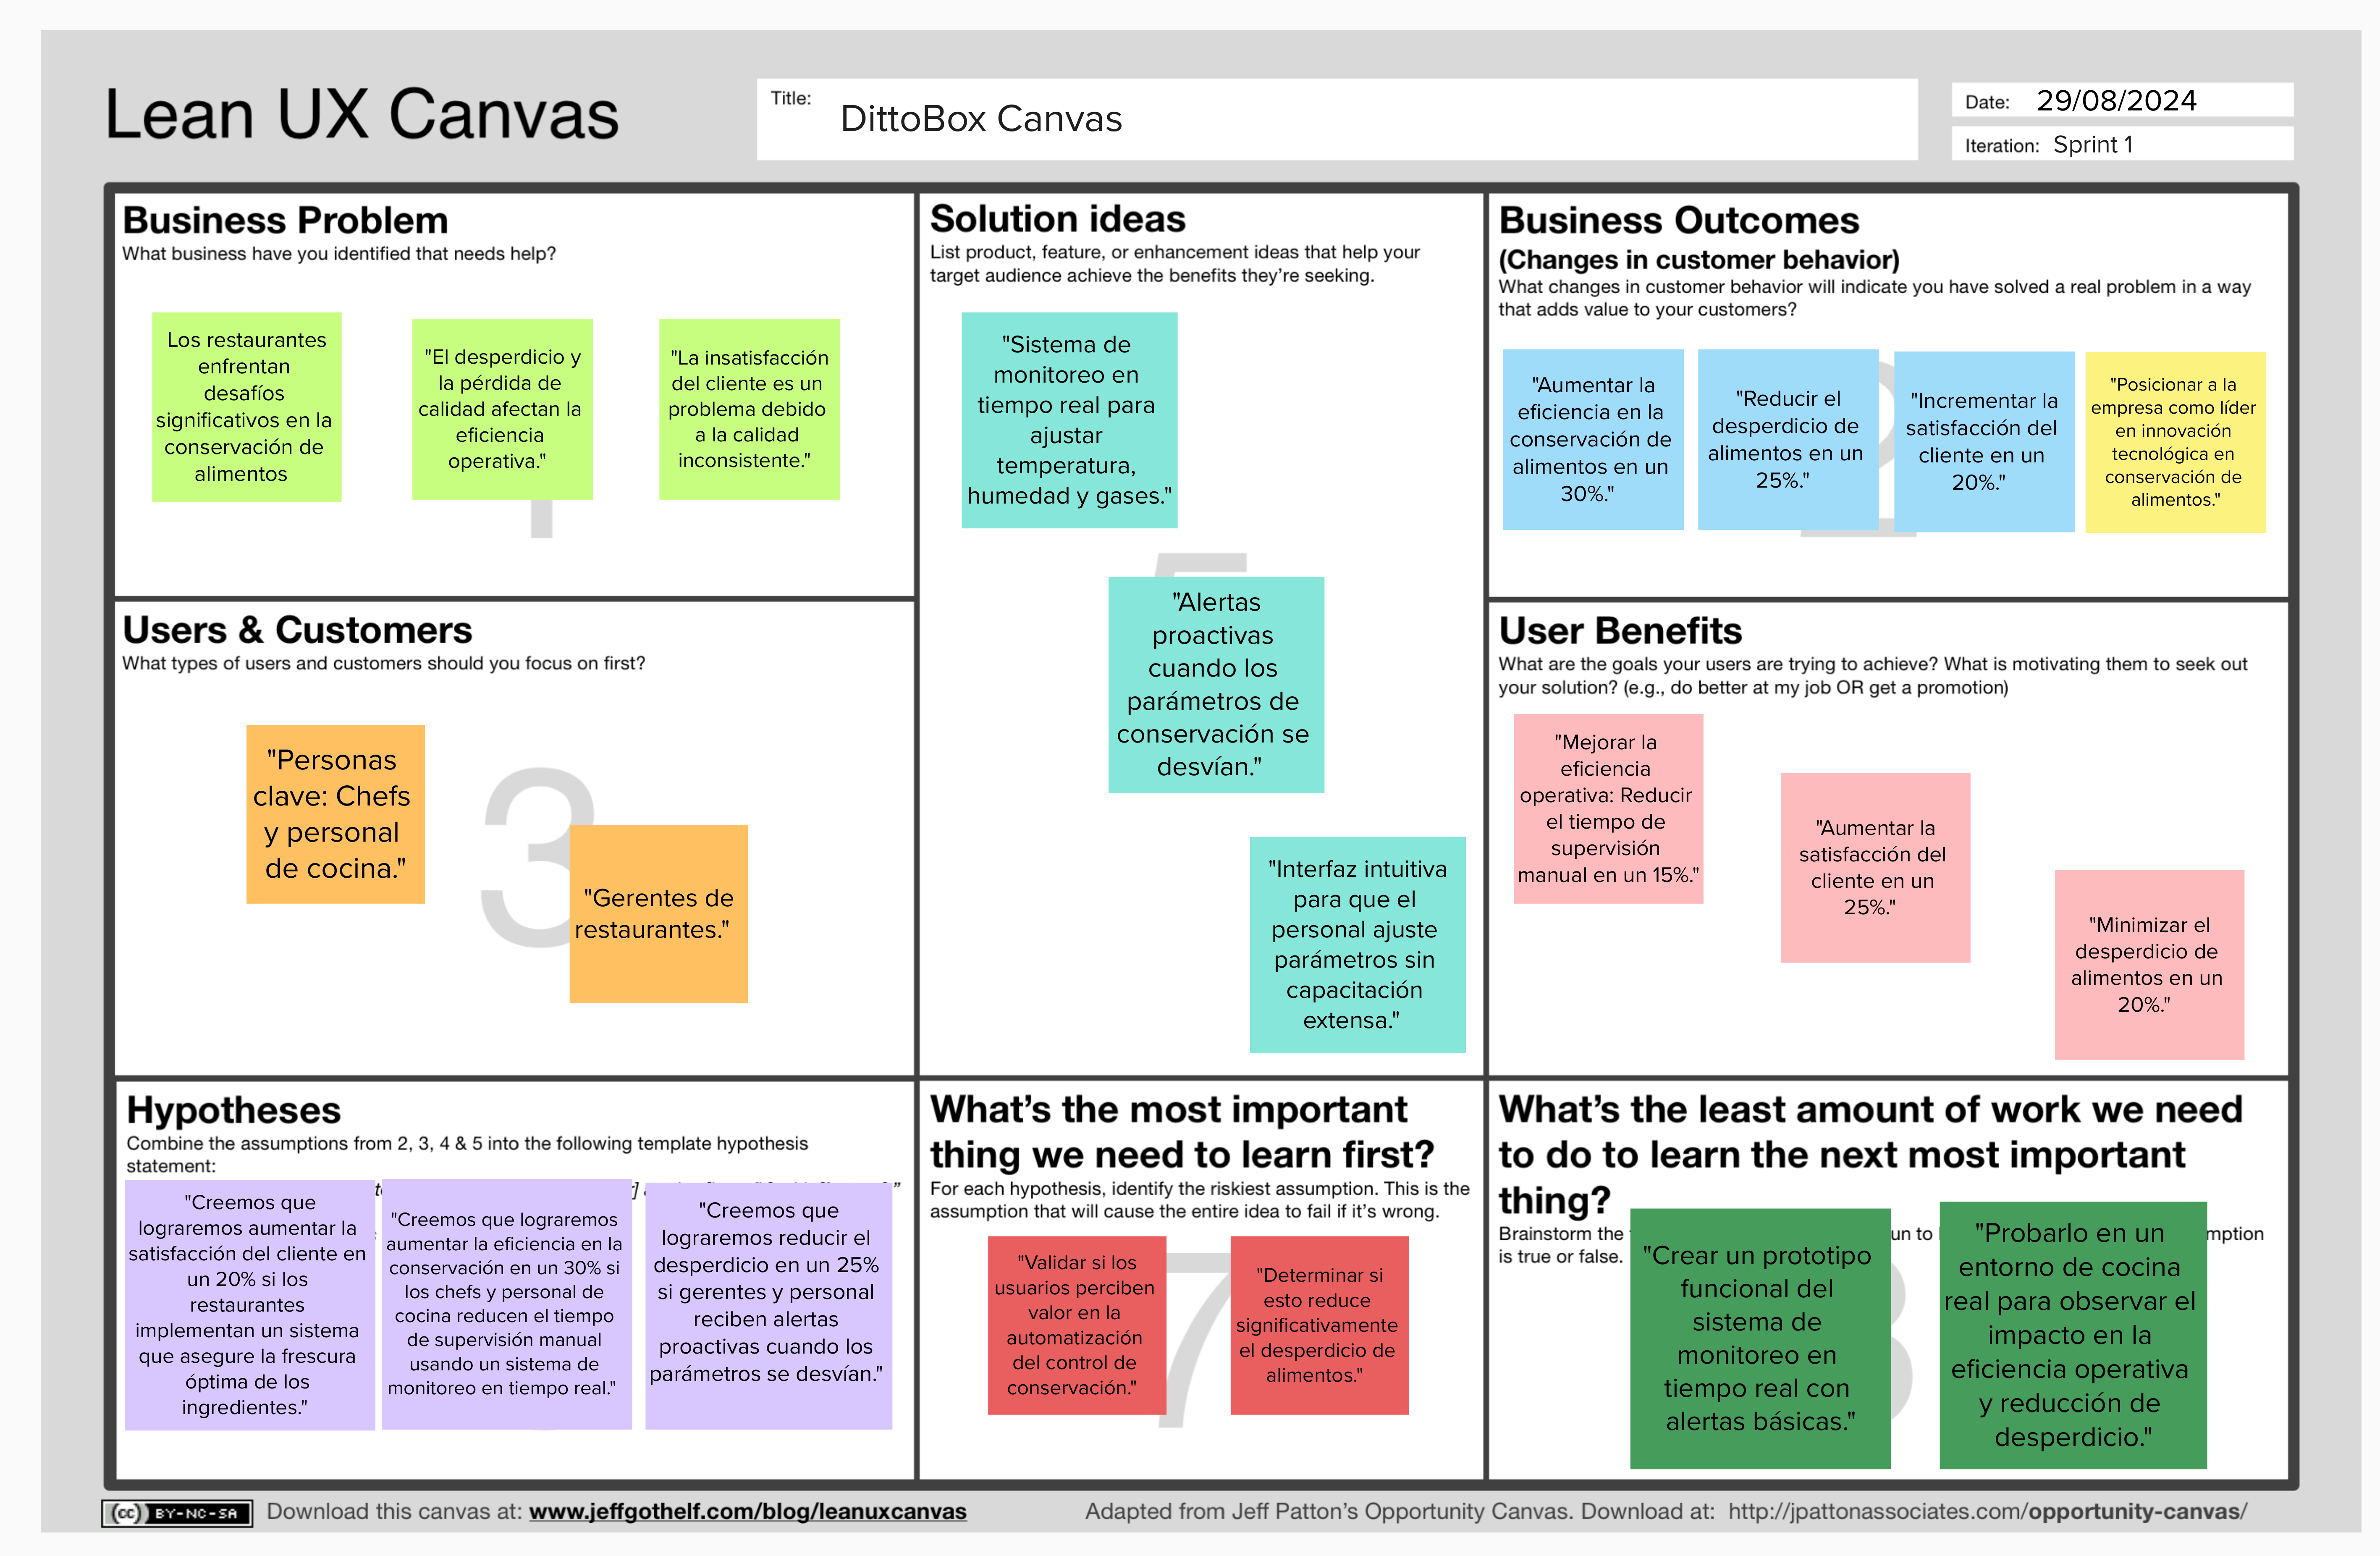 Lean UX Canvas
Title:
DittoBox Canvas
Date: 29/08/2024
Iteration: Sprint 1
Business Problem
What business have you identified that needs help?
Los restaurantes
enfrentan
desafíos
significativos en la
conservación de
alimentos
"El desperdicio y
la pérdida de
calidad afectan la
eficiencia
operativa."
"La insatisfacción
del cliente es un
problema debido
a la calidad
inconsistente."
Solution ideas
List product, feature, or enhancement ideas that help your
target audience achieve the benefits they're seeking.
"Sistema de
monitoreo en
tiempo real para
ajustar
temperatura,
humedad y gases."
"Alertas
proactivas
cuando los
parámetros de
conservación se
desvían."
"Interfaz intuitiva
para que el
personal ajuste
parámetros sin
capacitación
extensa."
Business Outcomes
(Changes in customer behavior)
What changes in customer behavior will indicate you have solved a real problem in a way
that adds value to your customers?
"Aumentar la
eficiencia en la
conservación de
alimentos en un
30%."
"Reducir el
desperdicio de
alimentos en un
25%."
"Incrementar la
satisfacción del
cliente en un
20%."
"Posicionar a la
empresa como líder
en innovación
tecnológica en
conservación de
alimentos."
Users & Customers
What types of users and customers should you focus on first?
3
"Personas
clave: Chefs
y personal
de cocina."
"Gerentes de
restaurantes."
User Benefits
What are the goals your users are trying to achieve? What is motivating them to seek out
your solution? (e.g., do better at my job OR get a promotion)
"Mejorar la
eficiencia
operativa: Reducir
el tiempo de
supervisión
manual en un 15%."
"Aumentar la
satisfacción del
cliente en un
25%."
"Minimizar el
desperdicio de
alimentos en un
20%."
Hypotheses
Combine the assumptions from 2, 3, 4 & 5 into the following template hypothesis
statement:
"Creemos que
lograremos aumentar la
satisfacción del cliente en
un 20% si los
restaurantes
implementan un sistema
que asegure la frescura
óptima de los
ingredientes."
"Creemos que lograremos
aumentar la eficiencia en la
conservación en un 30% si
los chefs y personal de
cocina reducen el tiempo
de supervisión manual
usando un sistema de
monitoreo en tiempo real."
"Creemos que
lograremos reducir el
desperdicio en un 25%
si gerentes y personal
reciben alertas
proactivas cuando los
parámetros se desvían."
What's the most important
thing we need to learn first?
For each hypothesis, identify the riskiest assumption. This is the
assumption that will cause the entire idea to fail if it's wrong.
7
"Validar si los
usuarios perciben
valor en la
automatización
del control de
conservación."
"Determinar si
esto reduce
significativamente
el desperdicio de
alimentos."
What's the least amount of work we need
to do to learn the next most important
thing?
Brainstorm the
is true or false.
"Crear un prototipo
funcional del
sistema de
monitoreo en
tiempo real con
alertas básicas."
"Probarlo en un
entorno de cocina
real para observar el
impacto en la
eficiencia operativa
y reducción de
desperdicio."
(cc) BY-NC-SA Download this canvas at: www.jeffgothelf.com/blog/leanuxcanvas
Adapted from Jeff Patton's Opportunity Canvas. Download at: http://jpattonassociates.com/opportunity-canvas/